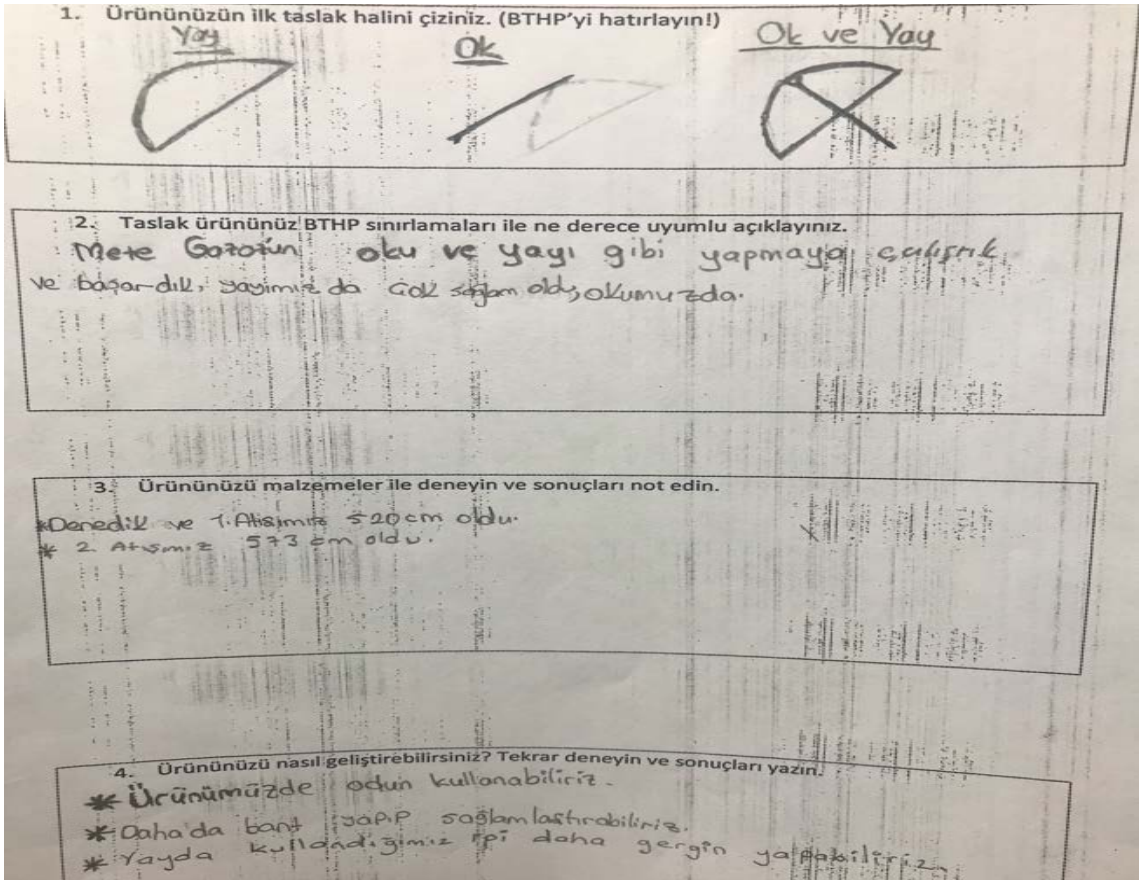 1. Ürününüzün ilk taslak halini çiziniz. (BTHP'yi hatırlayın!)
Yay Ok Ok ve Yay
2. Taslak ürününüz BTHP sınırlamaları ile ne derece uyumlu açıklayınız.
Mete Gazozun oku ve yayı gibi yapmaya çalıştık
ve başardık, yayimiz da çok sağlam oldu, okumuzda.
3. Ürününüzü malzemeler ile deneyin ve sonuçları not edin.
*Denedik ve 1. Atışımız 520 cm oldu.
* 2. Atışımız 573 cm oldu.
4. Ürününüzü nasıl geliştirebilirsiniz? Tekrar deneyin ve sonuçları yazın.
* Ürünümüzde odun kullanabiliriz.
* Daha da bant yapıp sağlamlaştırabiliriz.
* Yayda kullandığımız ipi daha gergin yapabiliriz.